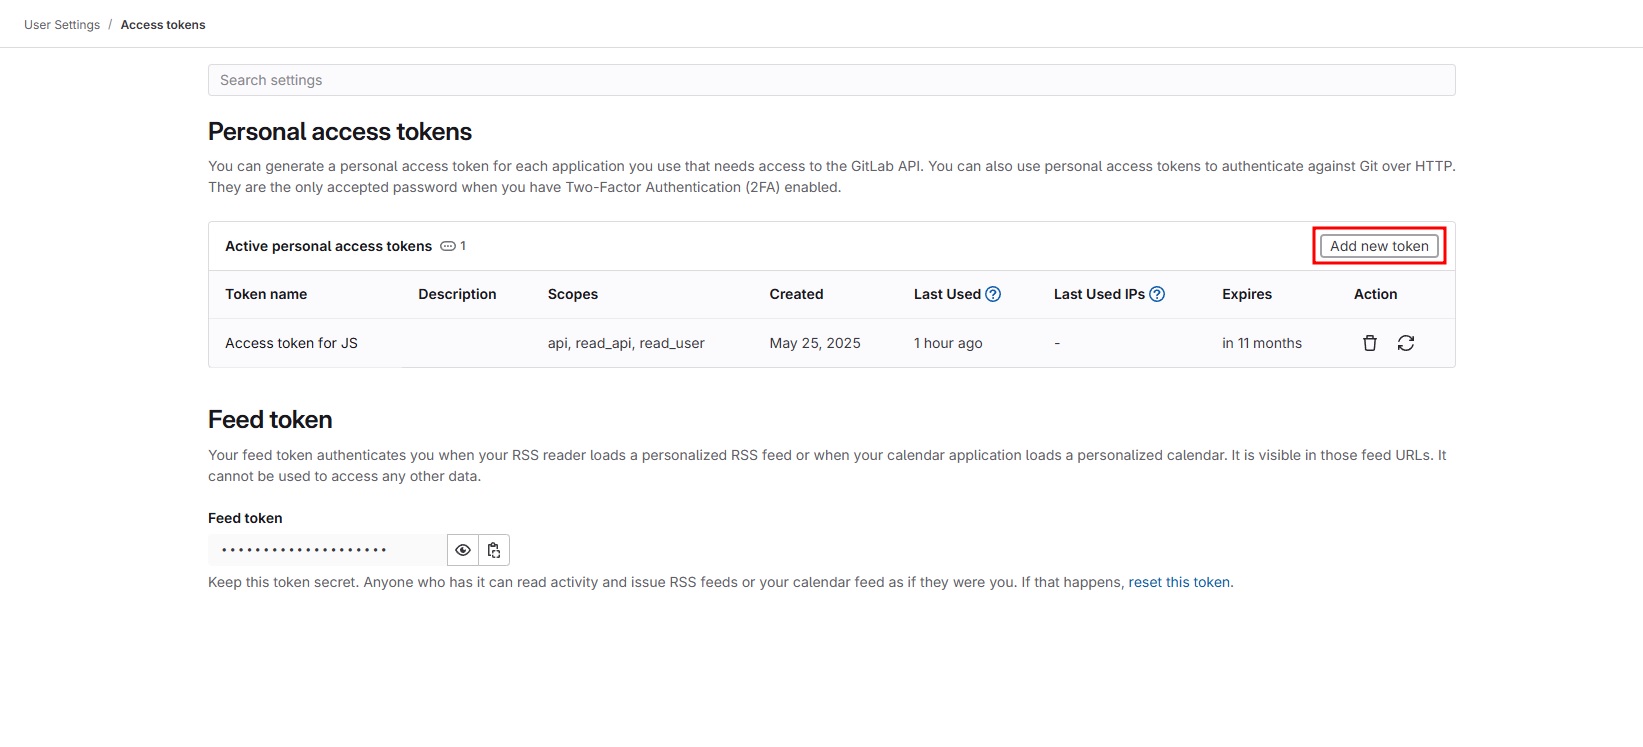 User Settings / Access tokens
Search settings
Personal access tokens
You can generate a personal access token for each application you use that needs access to the GitLab API. You can also use personal access tokens to authenticate against Git over HTTP.
They are the only accepted password when you have Two-Factor Authentication (2FA) enabled.
Active personal access tokens 1 Add new token
Token name Description Scopes Created Last Used Last Used IPs Expires Action
Access token for JS api, read_api, read_user May 25, 2025 1 hour ago - in 11 months
Feed token
Your feed token authenticates you when your RSS reader loads a personalized RSS feed or when your calendar application loads a personalized calendar. It is visible in those feed URLs. It
cannot be used to access any other data.
Feed token
••••••••••••••••••••
Keep this token secret. Anyone who has it can read activity and issue RSS feeds or your calendar feed as if they were you. If that happens, reset this token.